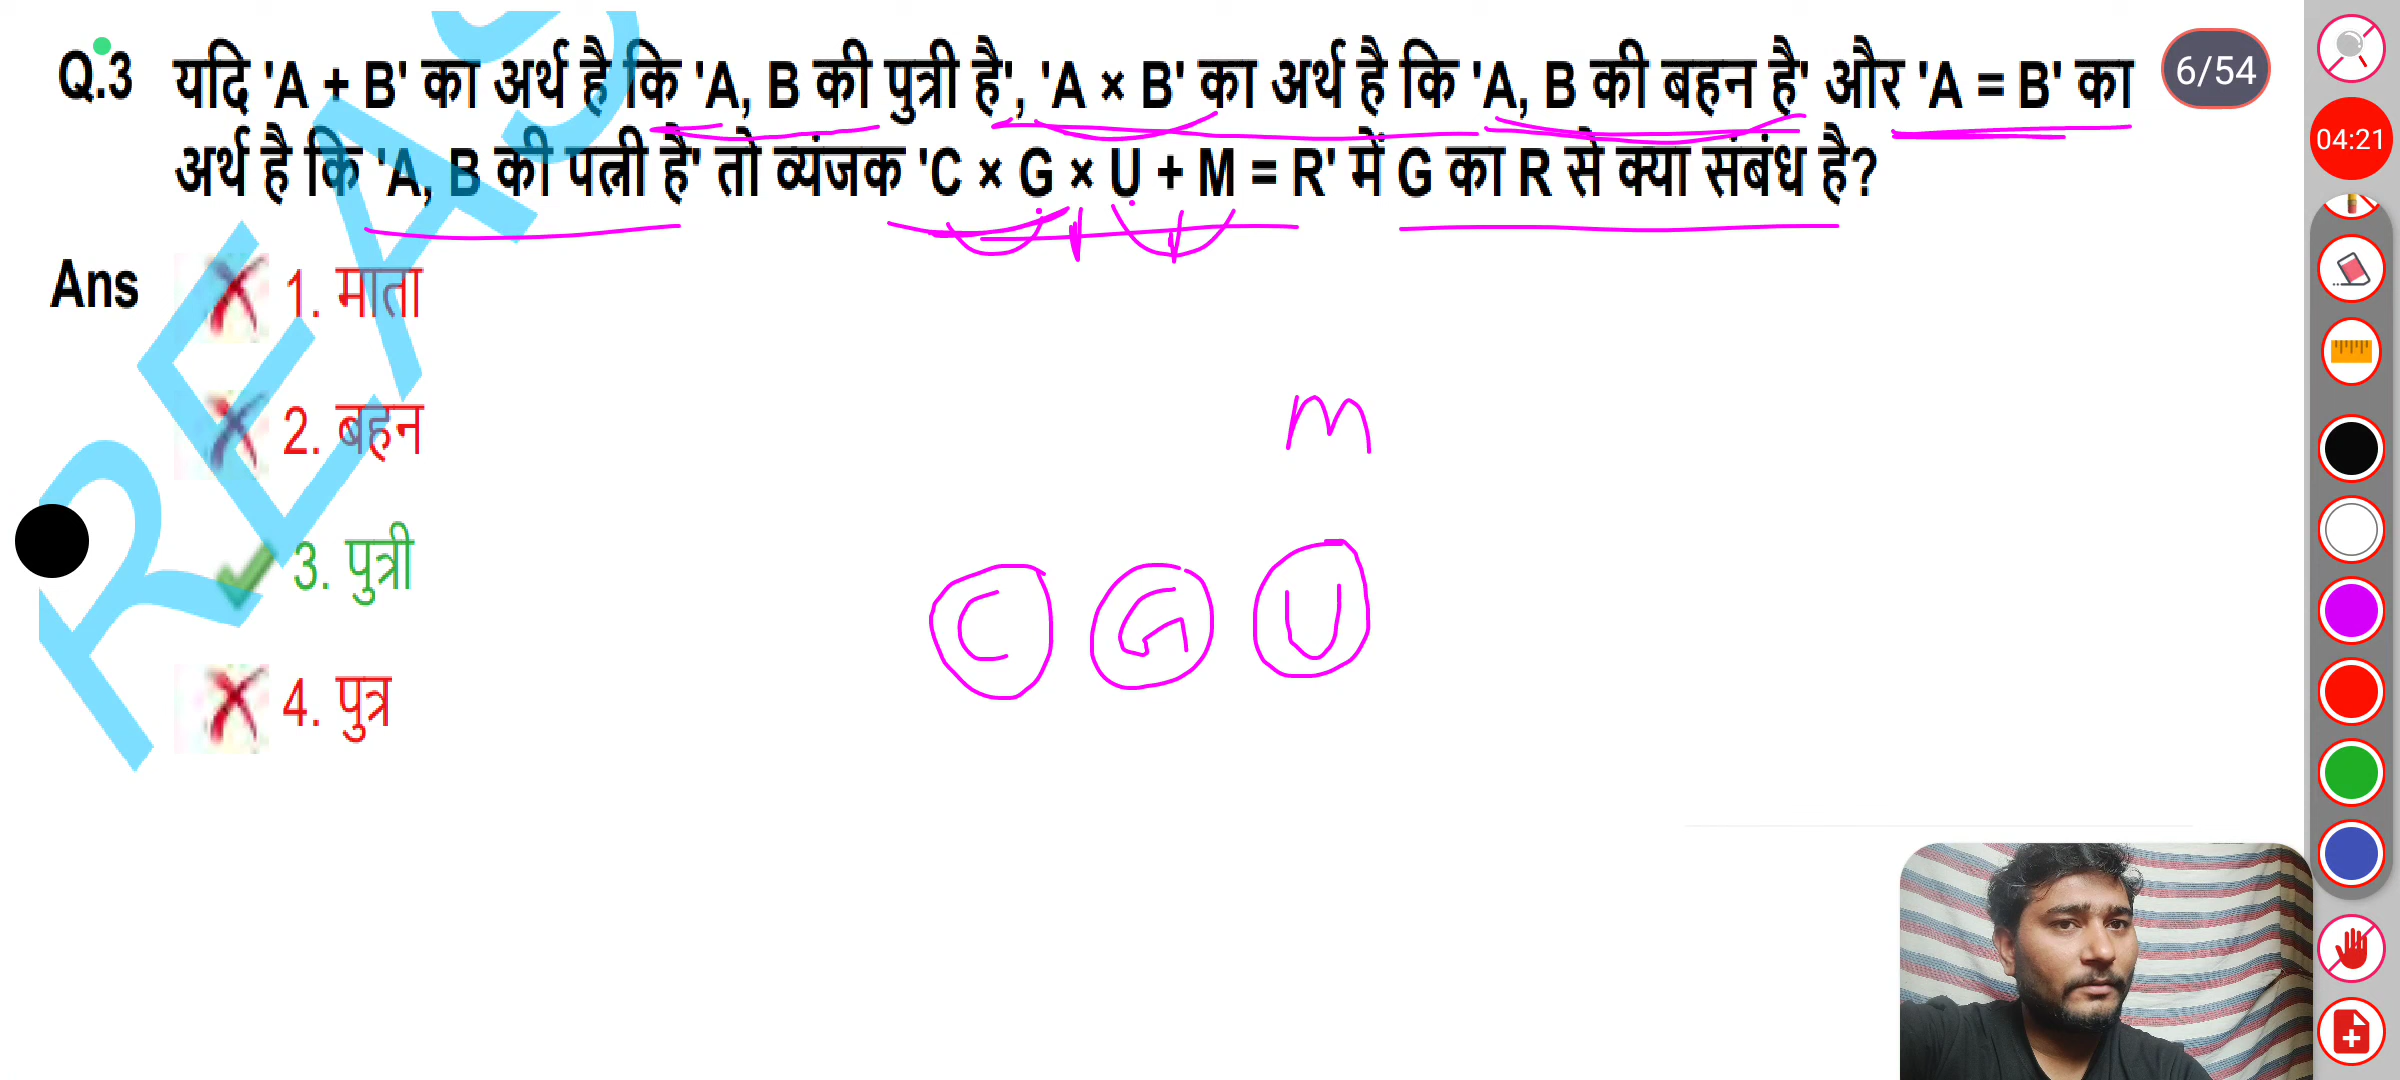 Q.3 यदि 'A + B' का अर्थ है कि 'A, B की पुत्री है', 'A × B' का अर्थ है कि 'A, B की बहन है' और 'A = B' का
6/54
04:21
अर्थ है कि 'A, B की पत्नी है' तो व्यंजक 'C × G × U + M = R' में G का R से क्या संबंध है?
Ans 1. माता
2. बहन
3. पुत्री
4. पुत्र
M
C G U
REAS